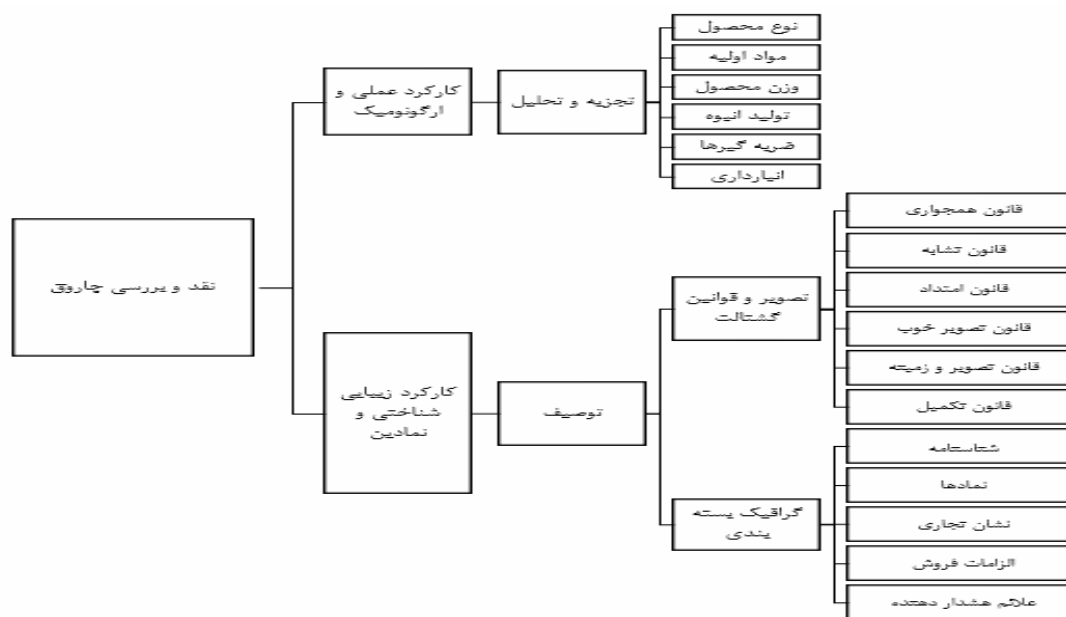 نقد و بررسی چاروق
کارکرد عملی و
ارگونومیک
تجزیه و تحلیل
نوع محصول
مواد اولیه
وزن محصول
تولید انبوه
ضربه گیرها
انبارداری
کارکرد زیبایی
شناختی و
نمادین
توصیف
تصویر و قوانین
گشتالت
قانون همجواری
قانون تشابه
قانون امتداد
قانون تصویر خوب
قانون تصویر و زمینه
قانون تکمیل
گرافیک بسته
بندی
شناسنامه
نمادها
نشان تجاری
الزامات فروش
علائم هشدار دهنده